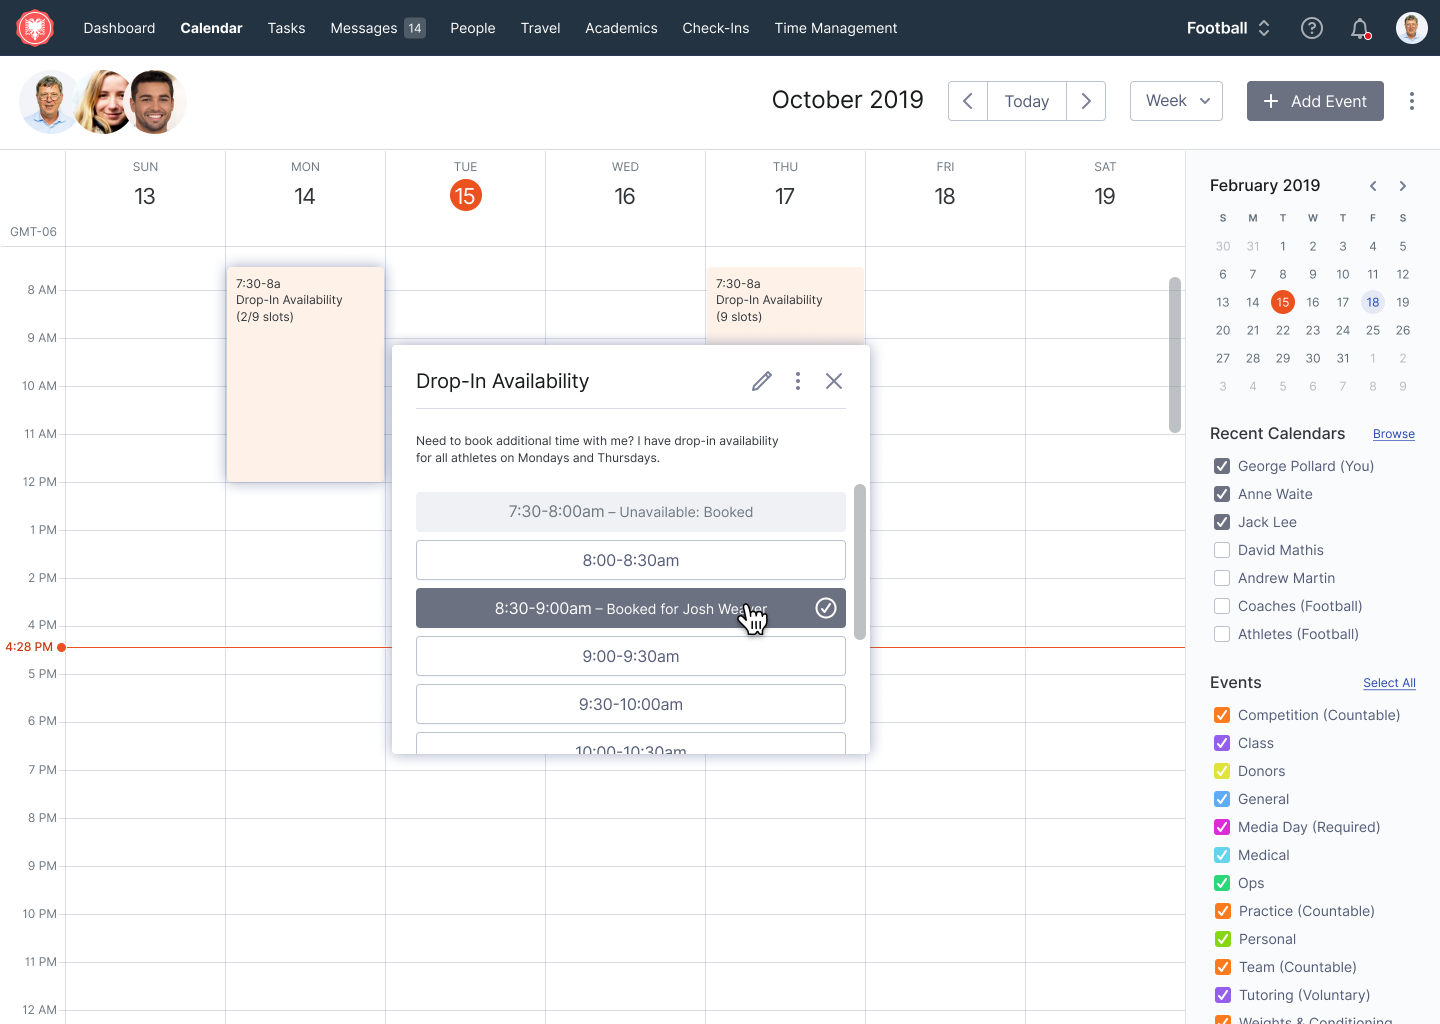 Dashboard Calendar Tasks Messages 14 People Travel Academics Check-Ins Time Management Football
October 2019 Today Week Add Event
SUN MON TUE WED THU FRI SAT
13 14 15 16 17 18 19
GMT-06
8 AM
9 AM
10 AM
11 AM
12 PM
1 PM
2 PM
3 PM
4 PM
4:28 PM
5 PM
6 PM
7 PM
8 PM
9 PM
10 PM
11 PM
12 AM
7:30-8a
Drop-In Availability
(2/9 slots)
7:30-8a
Drop-In Availability
(9 slots)
Drop-In Availability
Need to book additional time with me? I have drop-in availability
for all athletes on Mondays and Thursdays.
7:30-8:00am – Unavailable: Booked
8:00-8:30am
8:30-9:00am – Booked for Josh Weaver
9:00-9:30am
9:30-10:00am
10:00-10:30am
February 2019
S M T W T F S
30 31 1 2 3 4 5
6 7 8 9 10 11 12
13 14 15 16 17 18 19
20 21 22 23 24 25 26
27 28 29 30 31 1 2
3 4 5 6 7 8 9
Recent Calendars Browse
George Pollard (You)
Anne Waite
Jack Lee
David Mathis
Andrew Martin
Coaches (Football)
Athletes (Football)
Events Select All
Competition (Countable)
Class
Donors
General
Media Day (Required)
Medical
Ops
Practice (Countable)
Personal
Team (Countable)
Tutoring (Voluntary)
Weights & Conditioning